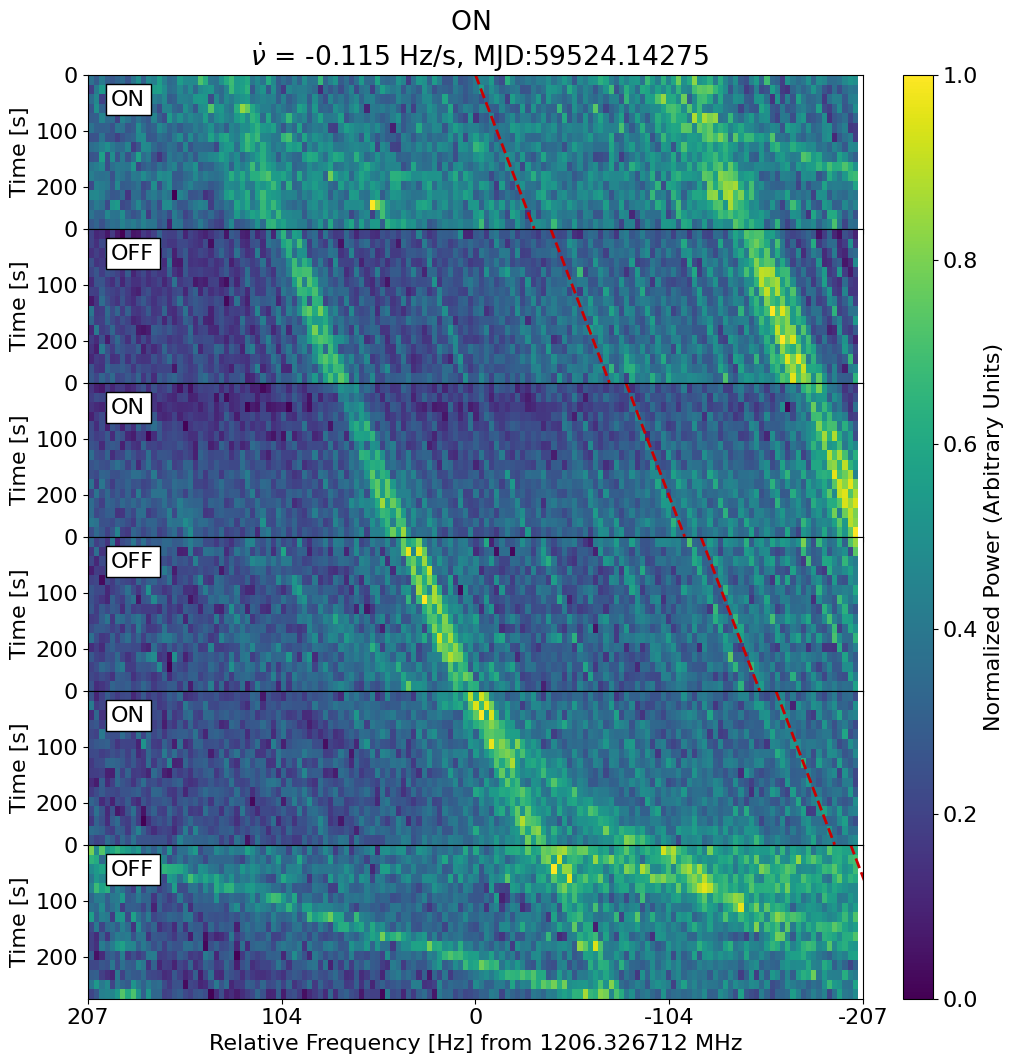 ON
ν̇ = -0.115 Hz/s, MJD:59524.14275
ON
OFF
ON
OFF
ON
OFF
Time [s]
Time [s]
Time [s]
Time [s]
Time [s]
Time [s]
0
100
200
0
100
200
0
100
200
0
100
200
0
100
200
0
100
200
207
104
0
-104
-207
Relative Frequency [Hz] from 1206.326712 MHz
1.0
0.8
0.6
0.4
0.2
0.0
Normalized Power (Arbitrary Units)